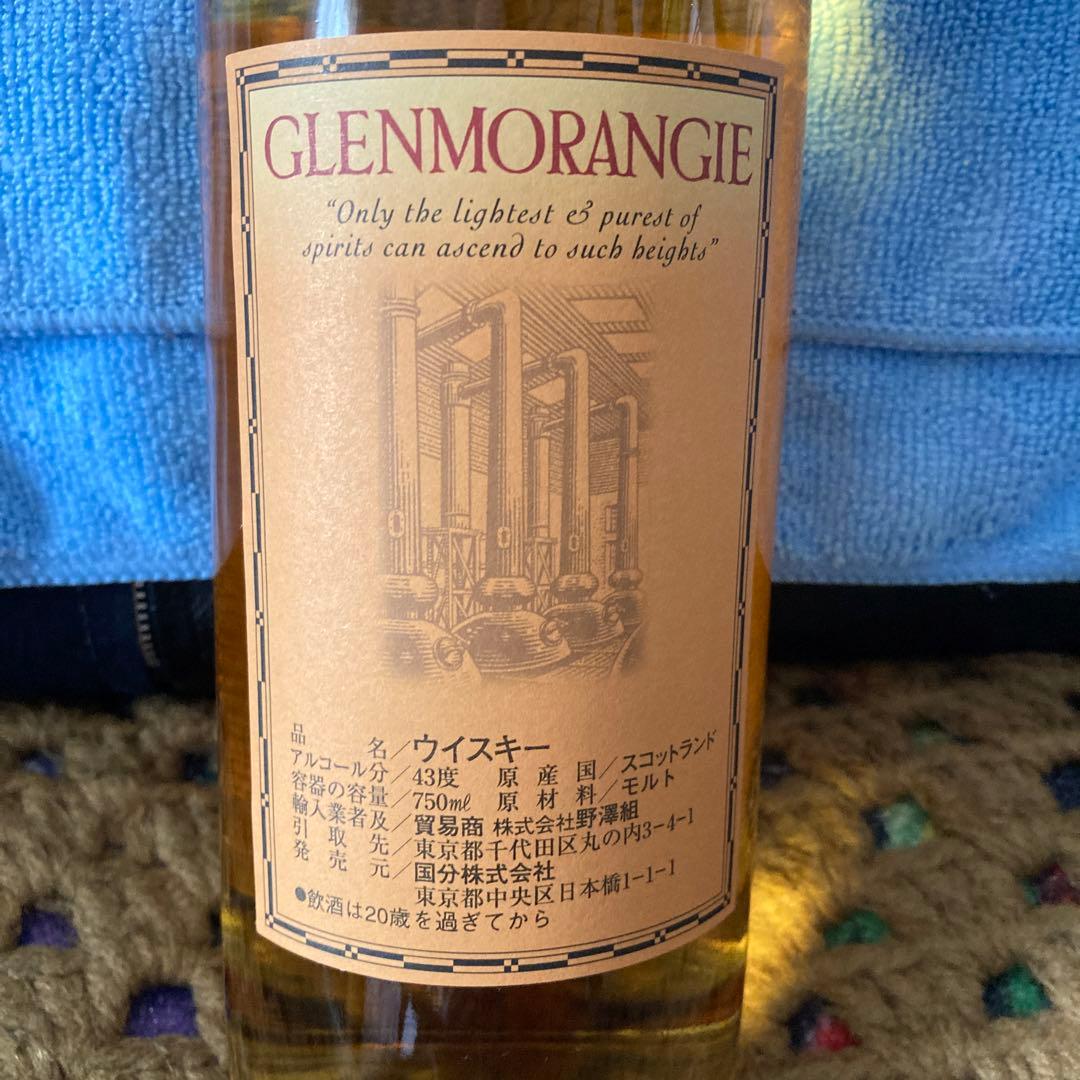 GLENMORANGIE
“Only the lightest & purest of
spirits can ascend to such heights”
品名／ウイスキー
アルコール分／43度 原産国／スコットランド
容器の容量／750ml 原材料／モルト
輸入業者及／貿易商 株式会社野澤組
引取先／東京都千代田区丸の内3-4-1
発売元／国分株式会社
東京都中央区日本橋1-1-1
●飲酒は20歳を過ぎてから